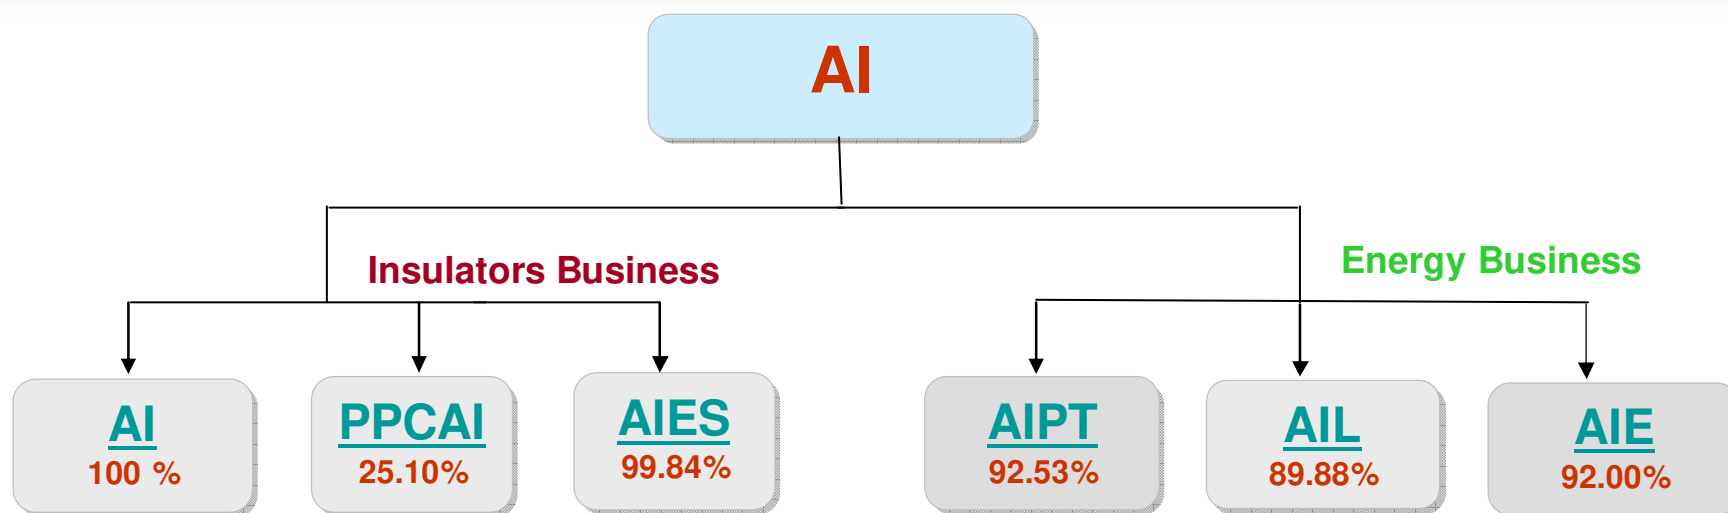 AI
Insulators Business
Energy Business
AI
100 %
PPCAI
25.10%
AIES
99.84%
AIPT
92.53%
AIL
89.88%
AIE
92.00%